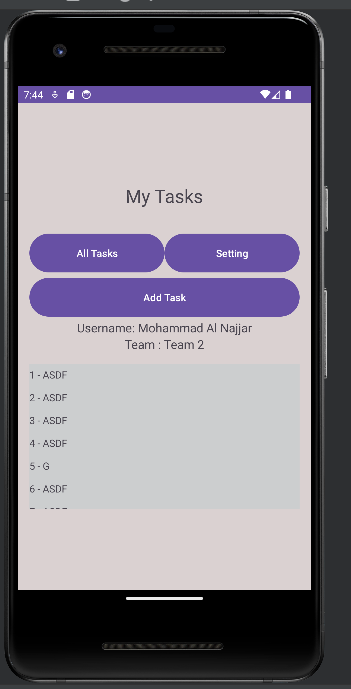 7:44
My Tasks
All Tasks Setting
Add Task
Username: Mohammad Al Najjar
Team : Team 2
1 - ASDF
2 - ASDF
3 - ASDF
4 - ASDF
5 - G
6 - ASDF